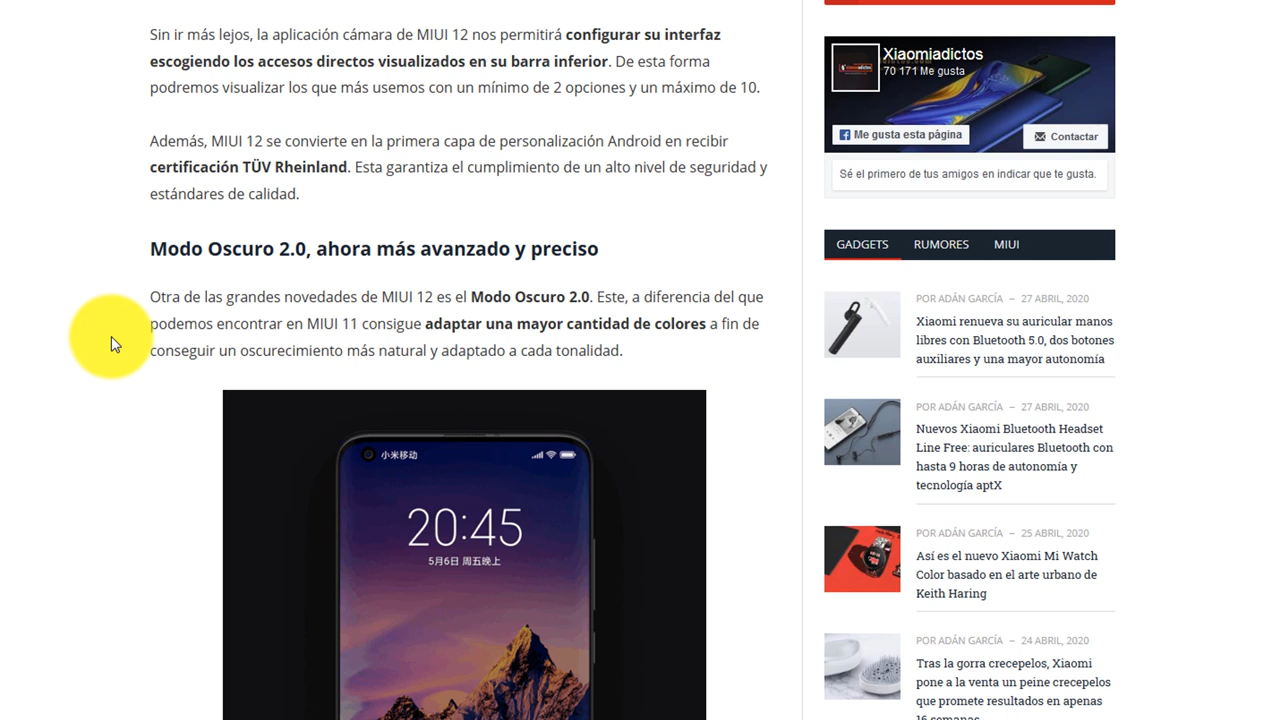 Sin ir más lejos, la aplicación cámara de MIUI 12 nos permitirá configurar su interfaz
escogiendo los accesos directos visualizados en su barra inferior. De esta forma
podremos visualizar los que más usemos con un mínimo de 2 opciones y un máximo de 10.
Además, MIUI 12 se convierte en la primera capa de personalización Android en recibir
certificación TÜV Rheinland. Esta garantiza el cumplimiento de un alto nivel de seguridad y
estándares de calidad.
Modo Oscuro 2.0, ahora más avanzado y preciso
Otra de las grandes novedades de MIUI 12 es el Modo Oscuro 2.0. Este, a diferencia del que
podemos encontrar en MIUI 11 consigue adaptar una mayor cantidad de colores a fin de
conseguir un oscurecimiento más natural y adaptado a cada tonalidad.
小米移动
20:45
5月6日 周五晚上
Xiaomiadictos
70 171 Me gusta
Me gusta esta página
Contactar
Sé el primero de tus amigos en indicar que te gusta.
GADGETS RUMORES MIUI
POR ADÁN GARCÍA – 27 ABRIL, 2020
Xiaomi renueva su auricular manos
libres con Bluetooth 5.0, dos botones
auxiliares y una mayor autonomía
POR ADÁN GARCÍA – 27 ABRIL, 2020
Nuevos Xiaomi Bluetooth Headset
Line Free: auriculares Bluetooth con
hasta 9 horas de autonomía y
tecnología aptX
POR ADÁN GARCÍA – 25 ABRIL, 2020
Así es el nuevo Xiaomi Mi Watch
Color basado en el arte urbano de
Keith Haring
POR ADÁN GARCÍA – 24 ABRIL, 2020
Tras la gorra crecepelos, Xiaomi
pone a la venta un peine crecepelos
que promete resultados en apenas
16 semanas